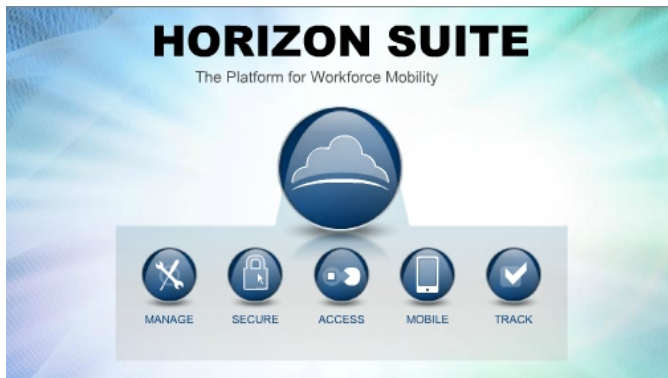 HORIZON SUITE
The Platform for Workforce Mobility
MANAGE SECURE ACCESS MOBILE TRACK